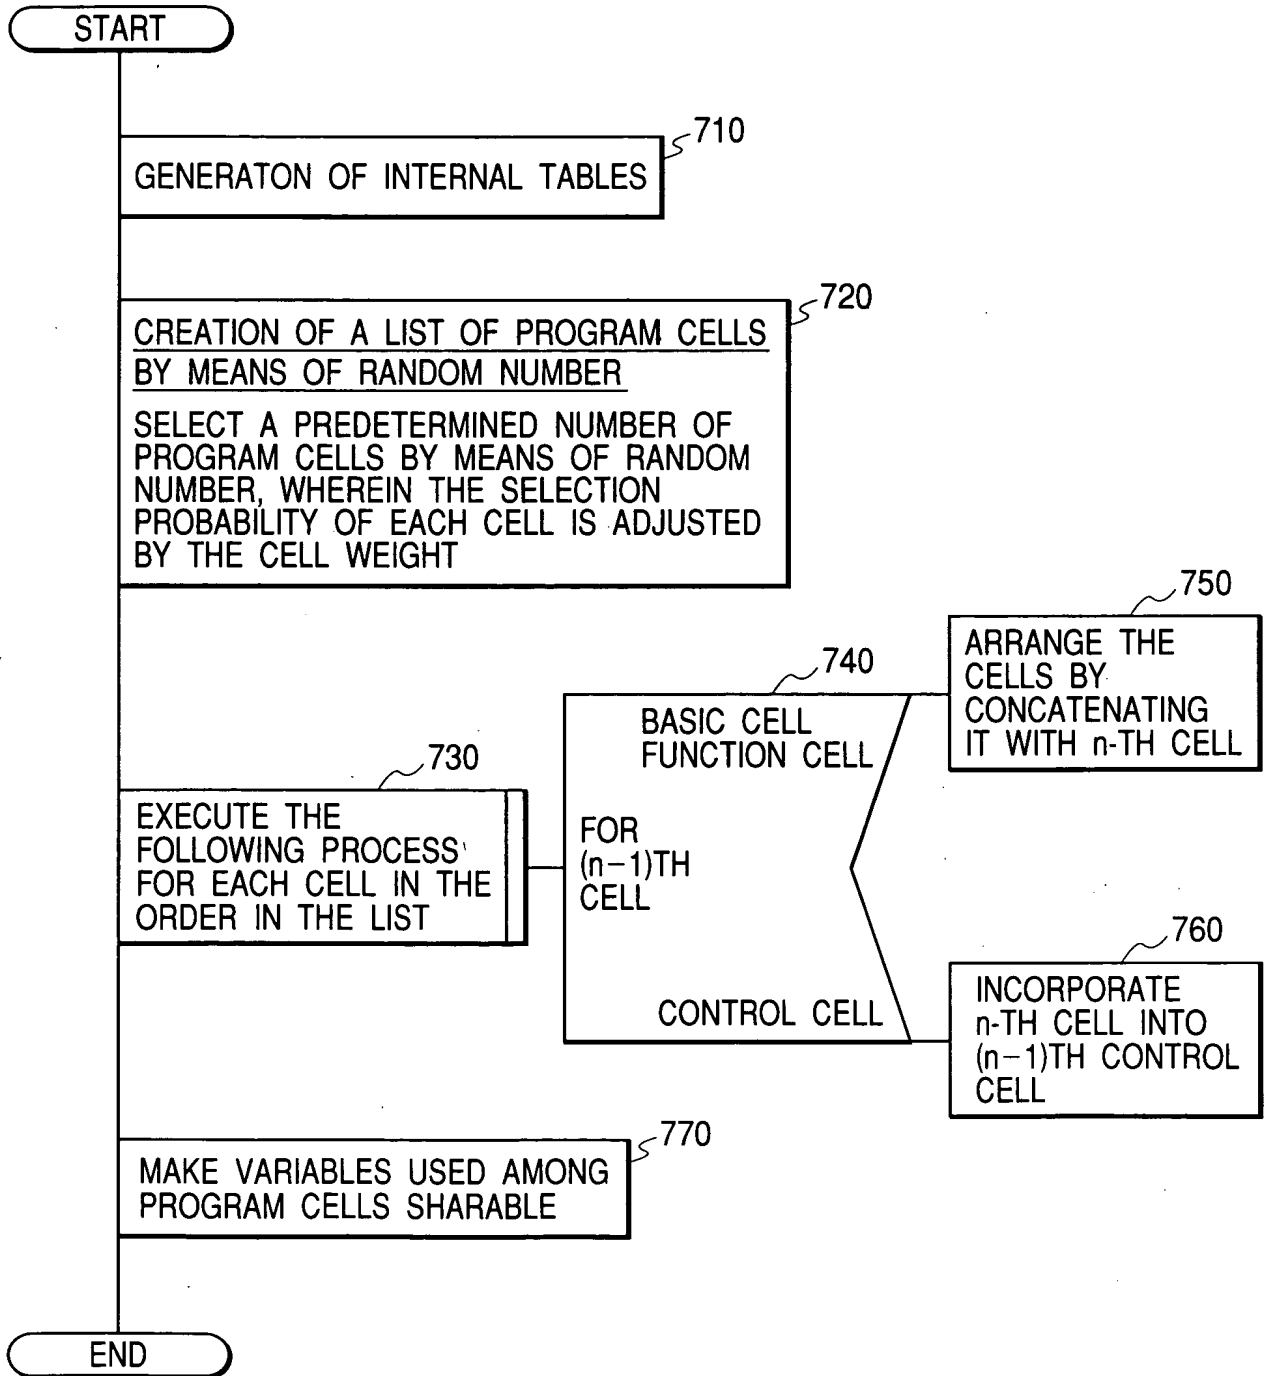 START
710
GENERATON OF INTERNAL TABLES
720
CREATION OF A LIST OF PROGRAM CELLS
BY MEANS OF RANDOM NUMBER
SELECT A PREDETERMINED NUMBER OF
PROGRAM CELLS BY MEANS OF RANDOM
NUMBER, WHEREIN THE SELECTION
PROBABILITY OF EACH CELL IS ADJUSTED
BY THE CELL WEIGHT
730
EXECUTE THE
FOLLOWING PROCESS
FOR EACH CELL IN THE
ORDER IN THE LIST
740
BASIC CELL
FUNCTION CELL
FOR
(n−1)TH
CELL
CONTROL CELL
750
ARRANGE THE
CELLS BY
CONCATENATING
IT WITH n-TH CELL
760
INCORPORATE
n-TH CELL INTO
(n−1)TH CONTROL
CELL
770
MAKE VARIABLES USED AMONG
PROGRAM CELLS SHARABLE
END